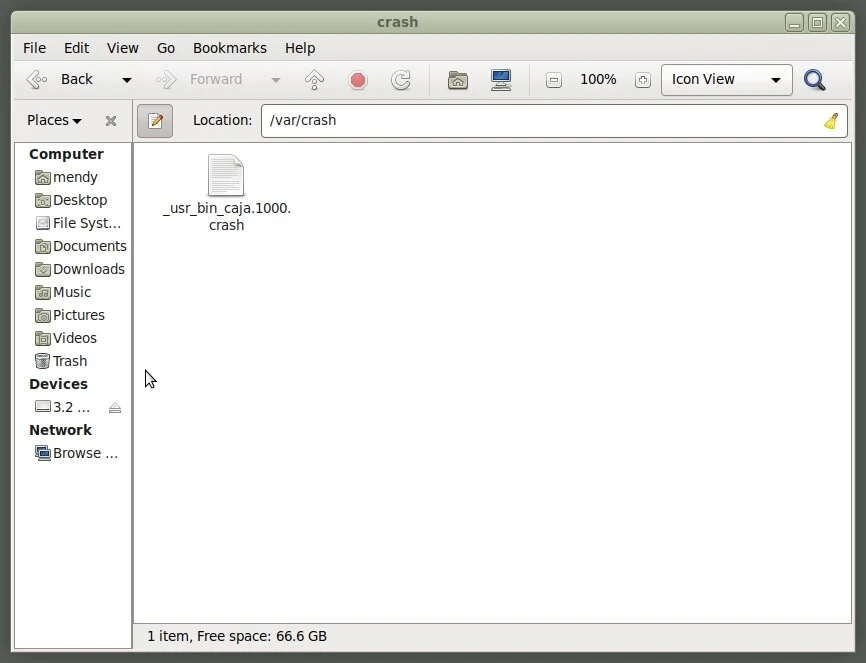 crash
File Edit View Go Bookmarks Help
Back Forward 100% Icon View
Places Location: /var/crash
Computer
mendy
Desktop
File Syst...
Documents
Downloads
Music
Pictures
Videos
Trash
Devices
3.2 ...
Network
Browse ...
_usr_bin_caja.1000.
crash
1 item, Free space: 66.6 GB